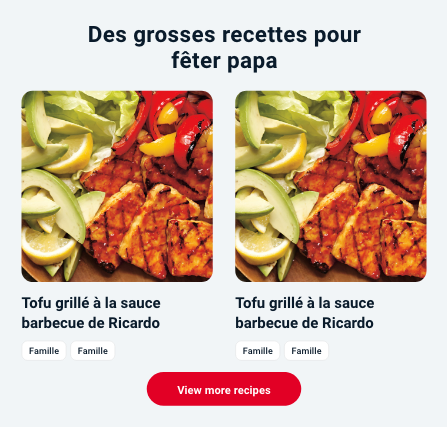 Des grosses recettes pour
fêter papa
Tofu grillé à la sauce
barbecue de Ricardo
Famille Famille
Tofu grillé à la sauce
barbecue de Ricardo
Famille Famille
View more recipes